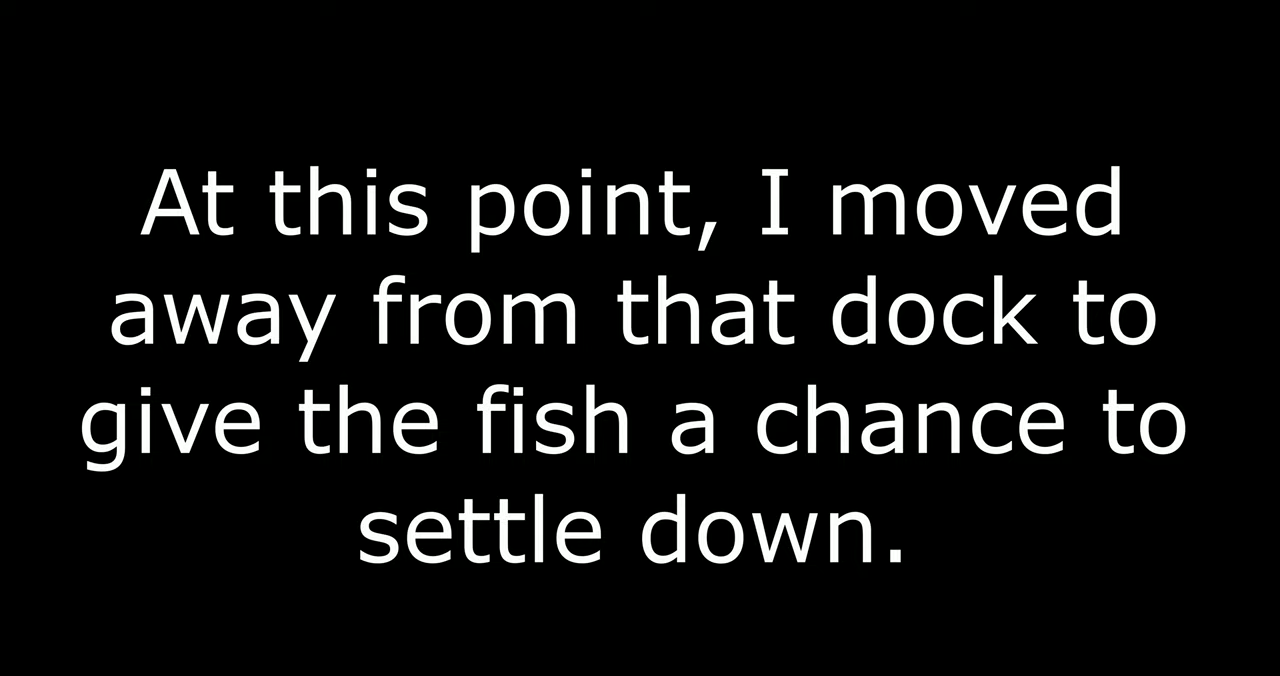 At this point, I moved
away from that dock to
give the fish a chance to
settle down.